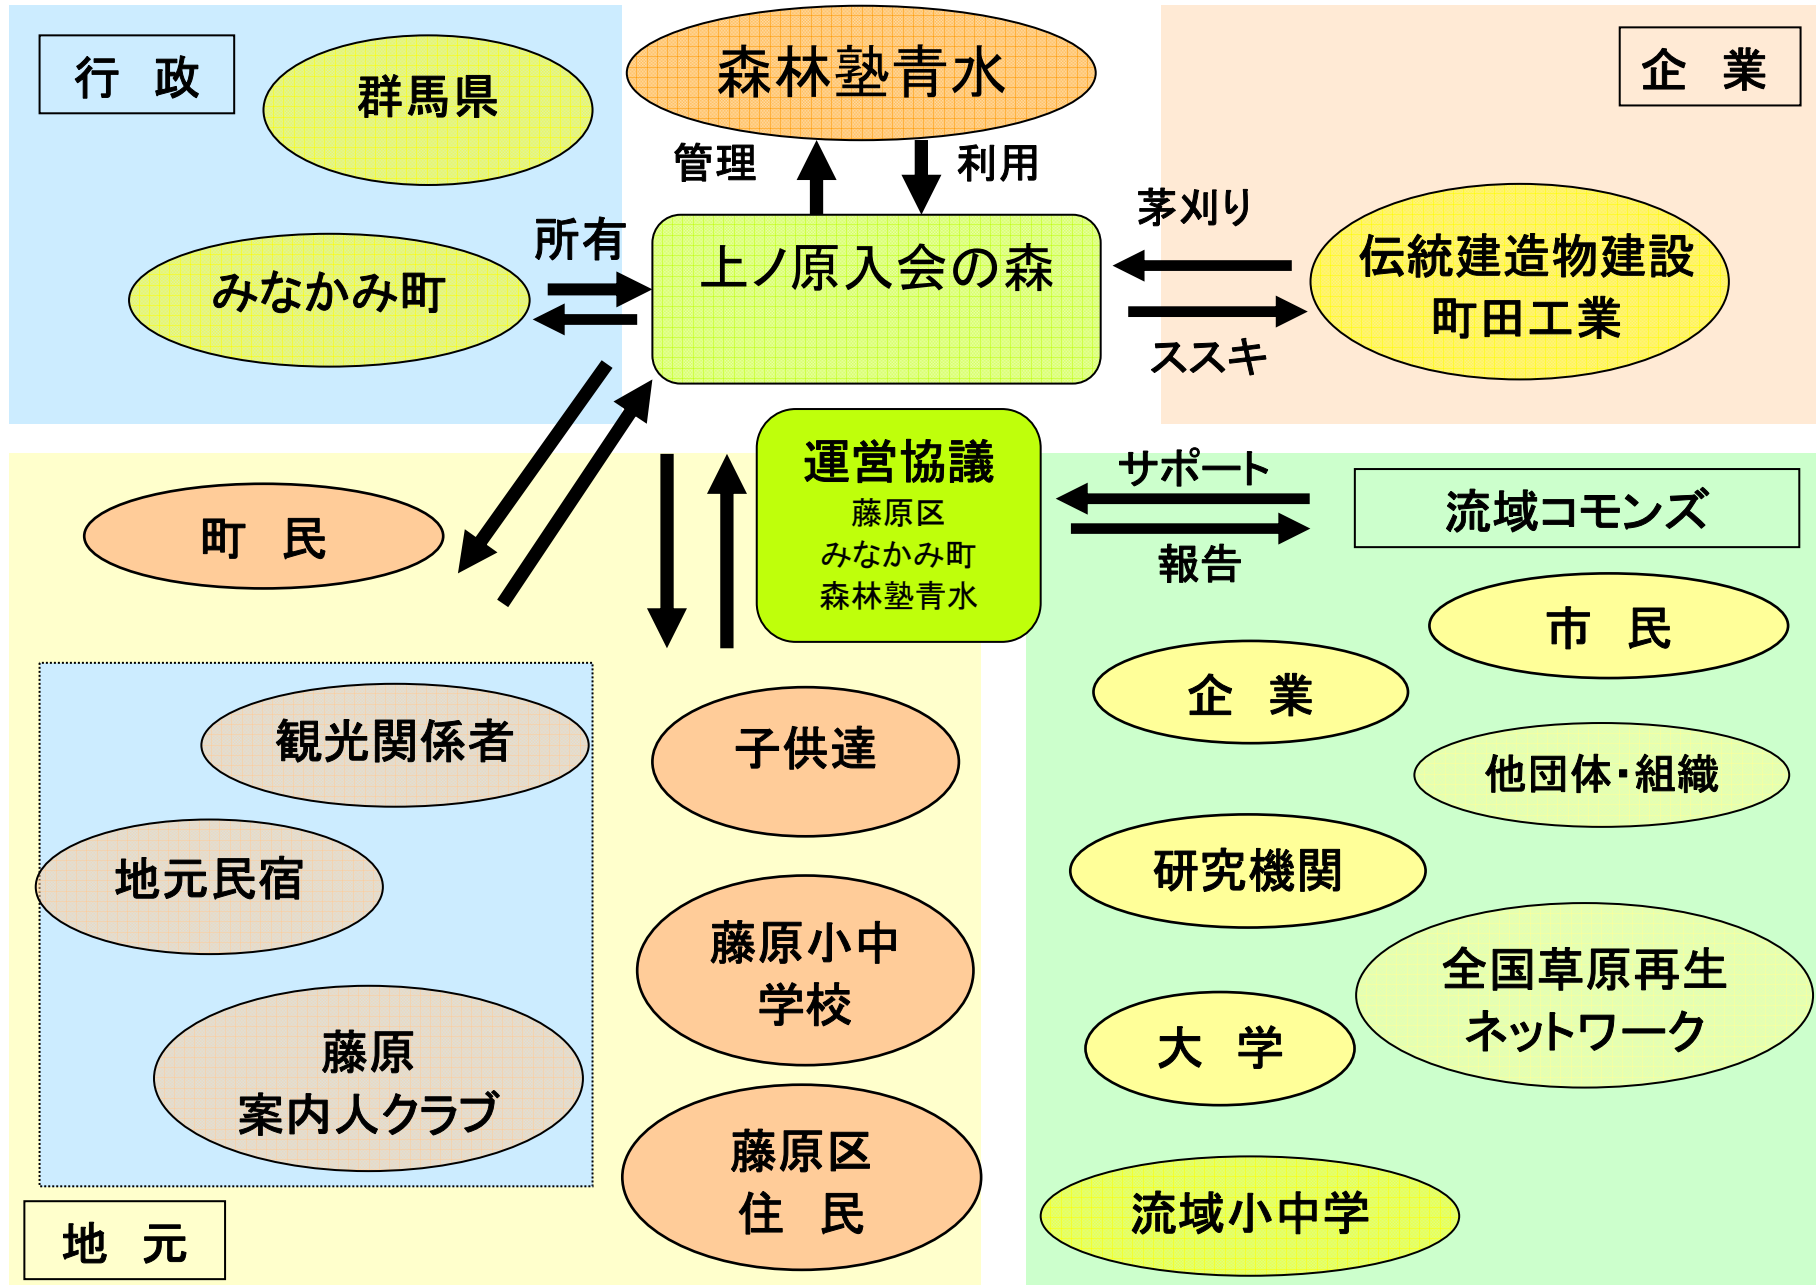 行　政
群馬県
みなかみ町
所有
森林塾青水
管理
利用
上ノ原入会の森
企　業
茅刈り
伝統建造物建設
町田工業
ススキ
運営協議
藤原区
みなかみ町
森林塾青水
サポート
報告
町　民
観光関係者
地元民宿
藤原
案内人クラブ
地　元
子供達
藤原小中
学校
藤原区
住　民
流域コモンズ
市　民
企　業
他団体・組織
研究機関
全国草原再生
ネットワーク
大　学
流域小中学